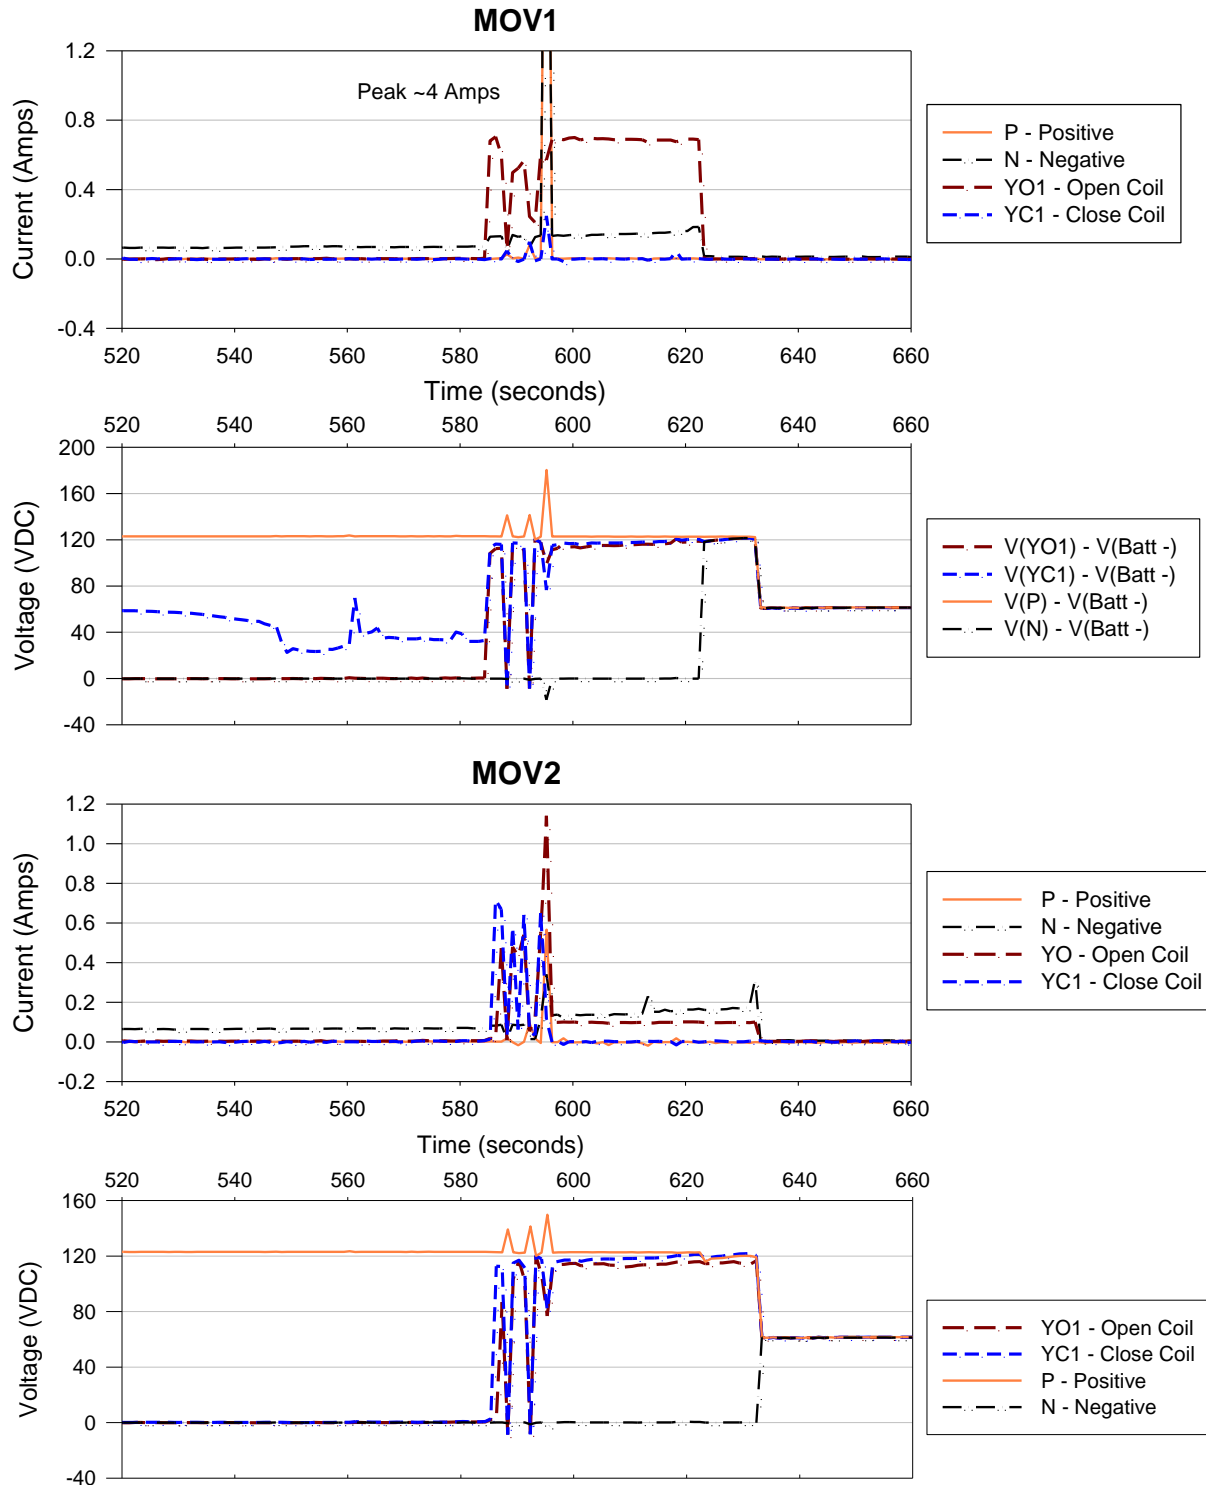 MOV1
1.2
Peak ~4 Amps
0.8
0.4
0.0
-0.4
Current (Amps)
520 540 560 580 600 620 640 660
Time (seconds)
P - Positive
N - Negative
YO1 - Open Coil
YC1 - Close Coil
520 540 560 580 600 620 640 660
200
160
120
80
40
0
-40
Voltage (VDC)
V(YO1) - V(Batt -)
V(YC1) - V(Batt -)
V(P) - V(Batt -)
V(N) - V(Batt -)
MOV2
1.2
1.0
0.8
0.6
0.4
0.2
0.0
-0.2
Current (Amps)
520 540 560 580 600 620 640 660
Time (seconds)
P - Positive
N - Negative
YO - Open Coil
YC1 - Close Coil
520 540 560 580 600 620 640 660
160
120
80
40
0
-40
Voltage (VDC)
YO1 - Open Coil
YC1 - Close Coil
P - Positive
N - Negative